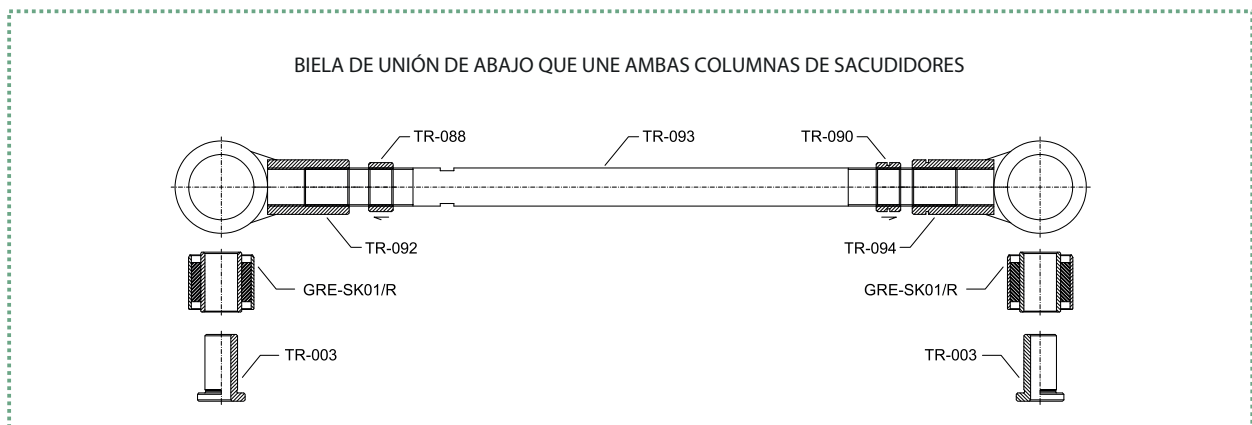 BIELA DE UNIÓN DE ABAJO QUE UNE AMBAS COLUMNAS DE SACUDIDORES
TR-088
TR-093
TR-090
TR-092
TR-094
GRE-SK01/R
GRE-SK01/R
TR-003
TR-003